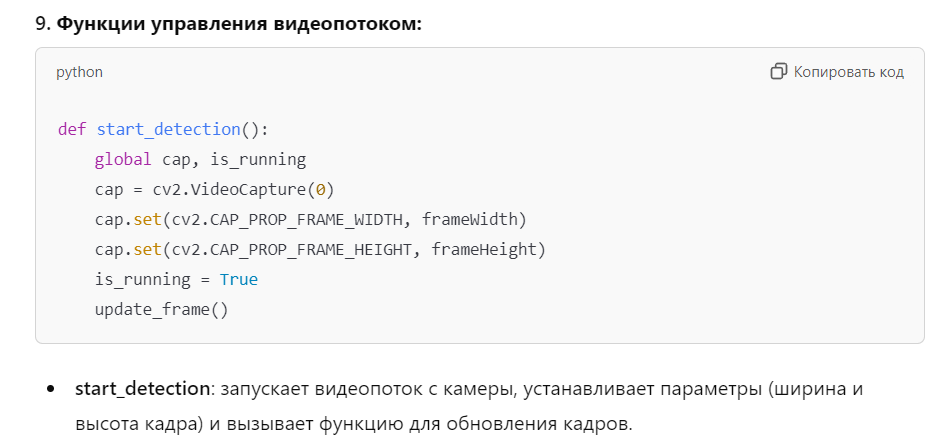 9. Функции управления видеопотоком:
python
Копировать код
def start_detection():
    global cap, is_running
    cap = cv2.VideoCapture(0)
    cap.set(cv2.CAP_PROP_FRAME_WIDTH, frameWidth)
    cap.set(cv2.CAP_PROP_FRAME_HEIGHT, frameHeight)
    is_running = True
    update_frame()
• start_detection: запускает видеопоток с камеры, устанавливает параметры (ширина и
высота кадра) и вызывает функцию для обновления кадров.